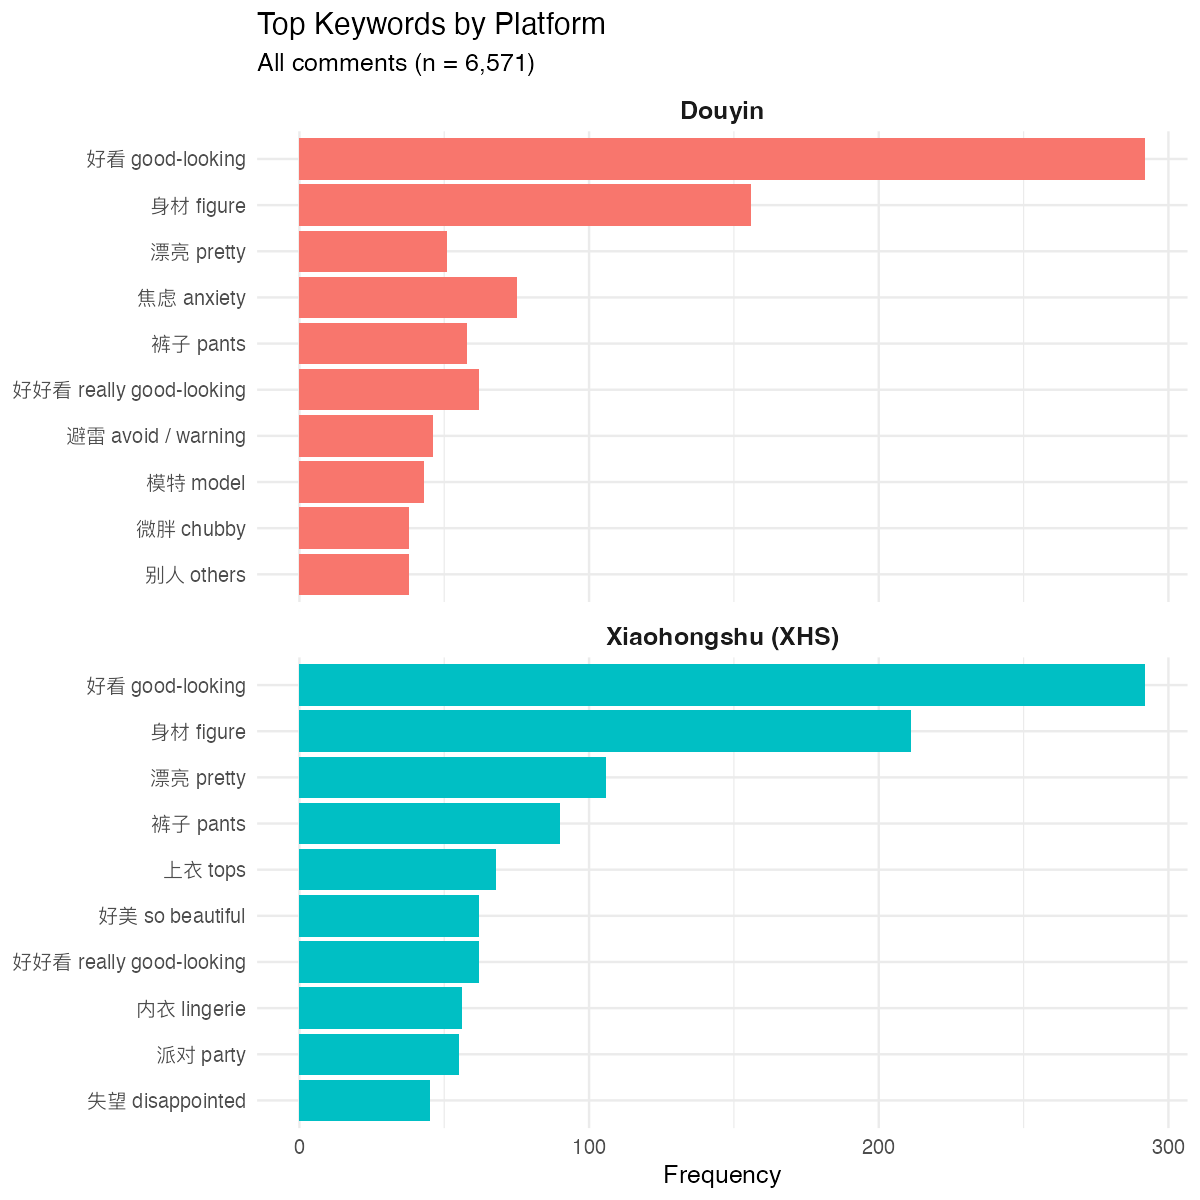 Top Keywords by Platform
All comments (n = 6,571)
Douyin
好看 good-looking
身材 figure
漂亮 pretty
焦虑 anxiety
裤子 pants
好好看 really good-looking
避雷 avoid / warning
模特 model
微胖 chubby
别人 others
Xiaohongshu (XHS)
好看 good-looking
身材 figure
漂亮 pretty
裤子 pants
上衣 tops
好美 so beautiful
好好看 really good-looking
内衣 lingerie
派对 party
失望 disappointed
0 100 200 300
Frequency